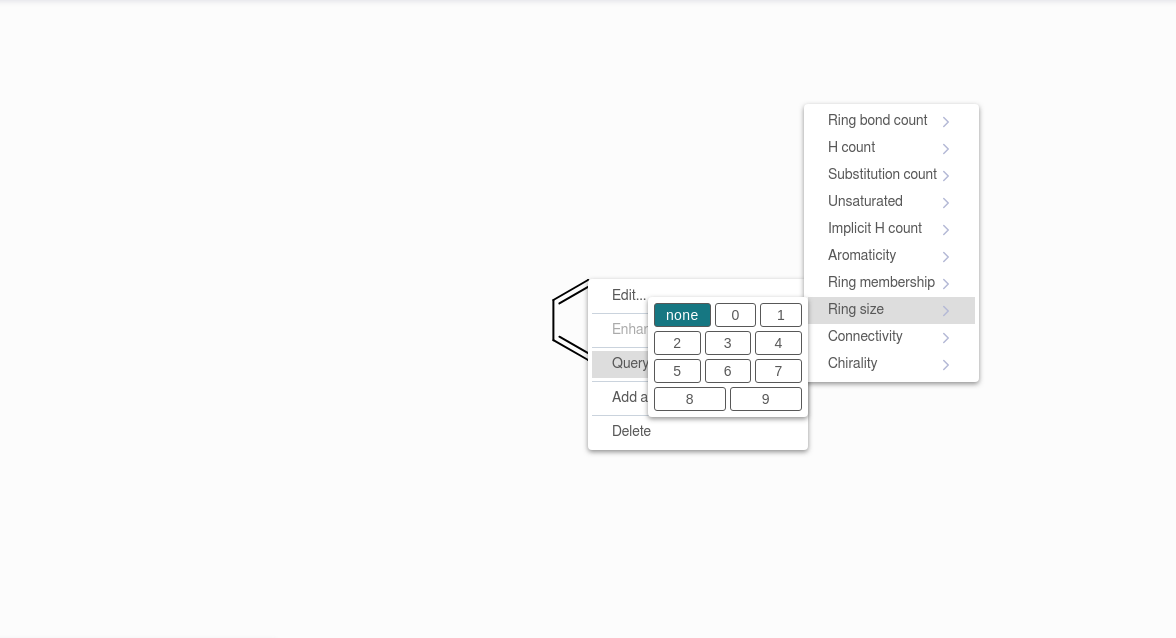 Ring bond count
H count
Substitution count
Unsaturated
Implicit H count
Aromaticity
Ring membership
Ring size
Connectivity
Chirality
Edit...
none 0 1
2 3 4
5 6 7
8 9
Query
Add a
Delete